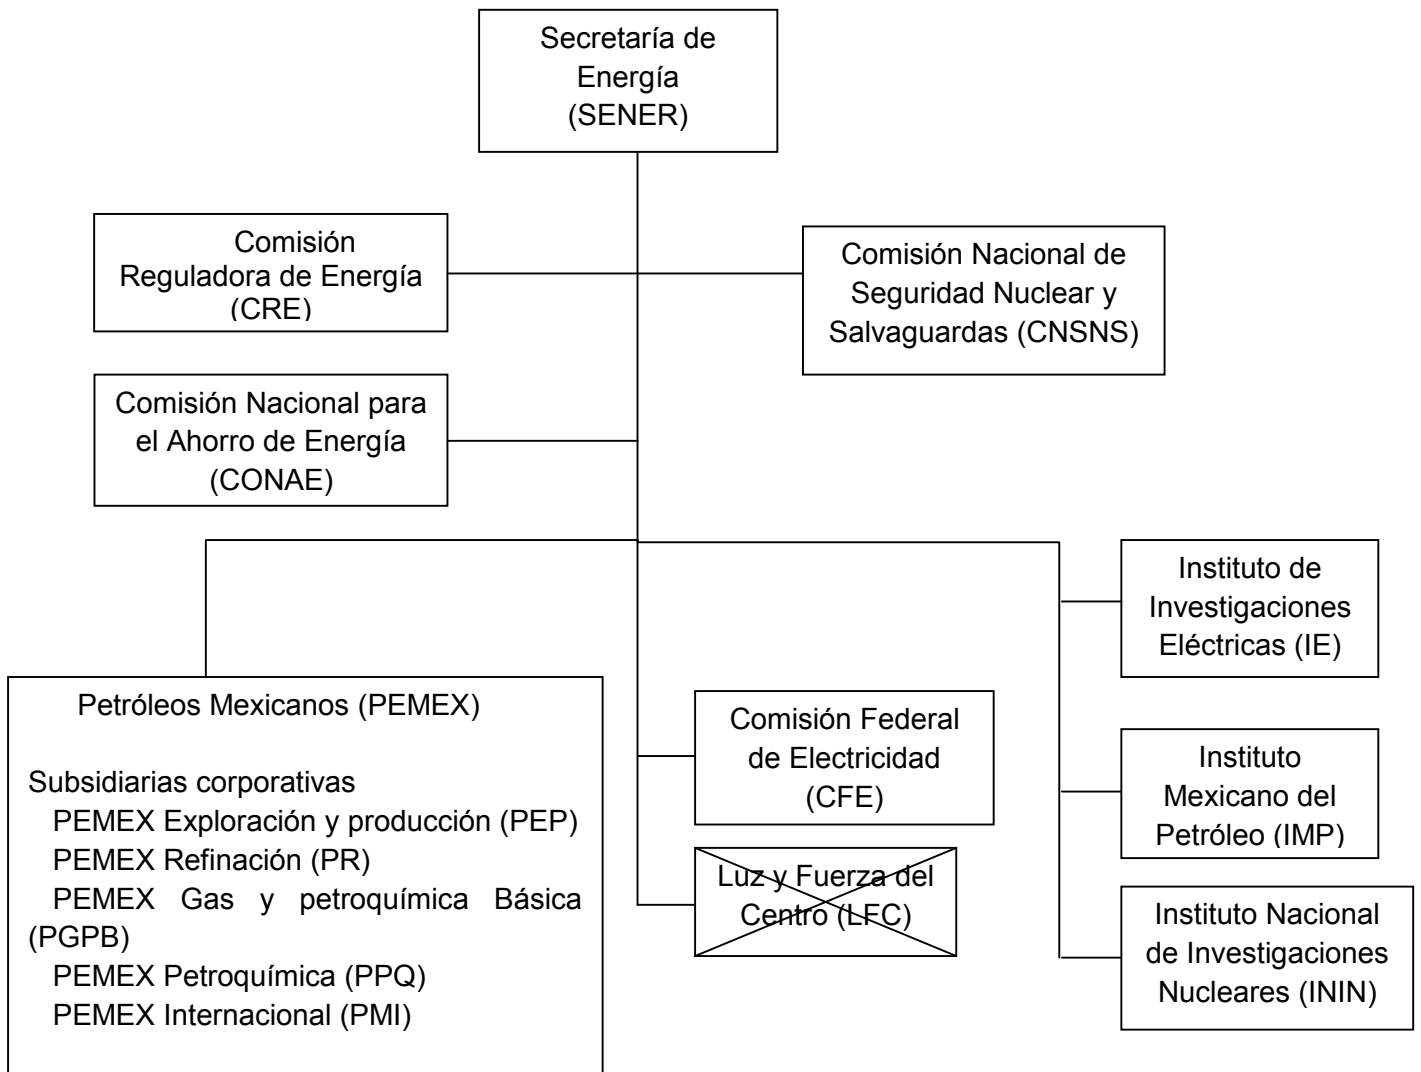 Secretaría de
Energía
(SENER)
Comisión
Reguladora de Energía
(CRE)
Comisión Nacional de
Seguridad Nuclear y
Salvaguardas (CNSNS)
Comisión Nacional para
el Ahorro de Energía
(CONAE)
Instituto de
Investigaciones
Eléctricas (IE)
Petróleos Mexicanos (PEMEX)
Subsidiarias corporativas
PEMEX Exploración y producción (PEP)
PEMEX Refinación (PR)
PEMEX Gas y petroquímica Básica
(PGPB)
PEMEX Petroquímica (PPQ)
PEMEX Internacional (PMI)
Comisión Federal
de Electricidad
(CFE)
Luz y Fuerza del
Centro (LFC)
Instituto
Mexicano del
Petróleo (IMP)
Instituto Nacional
de Investigaciones
Nucleares (ININ)